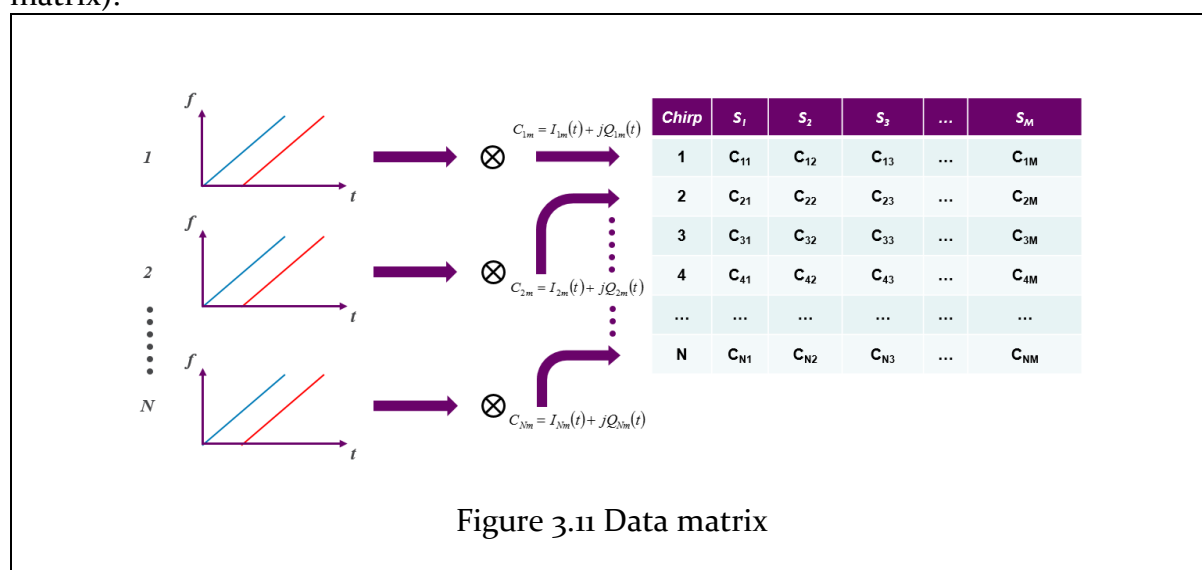 matrix).
f
1
t
C1m = I1m(t) + jQ1m(t)
f
2
t
C2m = I2m(t) + jQ2m(t)
f
N
t
CNm = INm(t) + jQNm(t)
Chirp S1 S2 S3 ... SM
1 C11 C12 C13 ... C1M
2 C21 C22 C23 ... C2M
3 C31 C32 C33 ... C3M
4 C41 C42 C43 ... C4M
... ... ... ... ... ...
N CN1 CN2 CN3 ... CNM
Figure 3.11 Data matrix